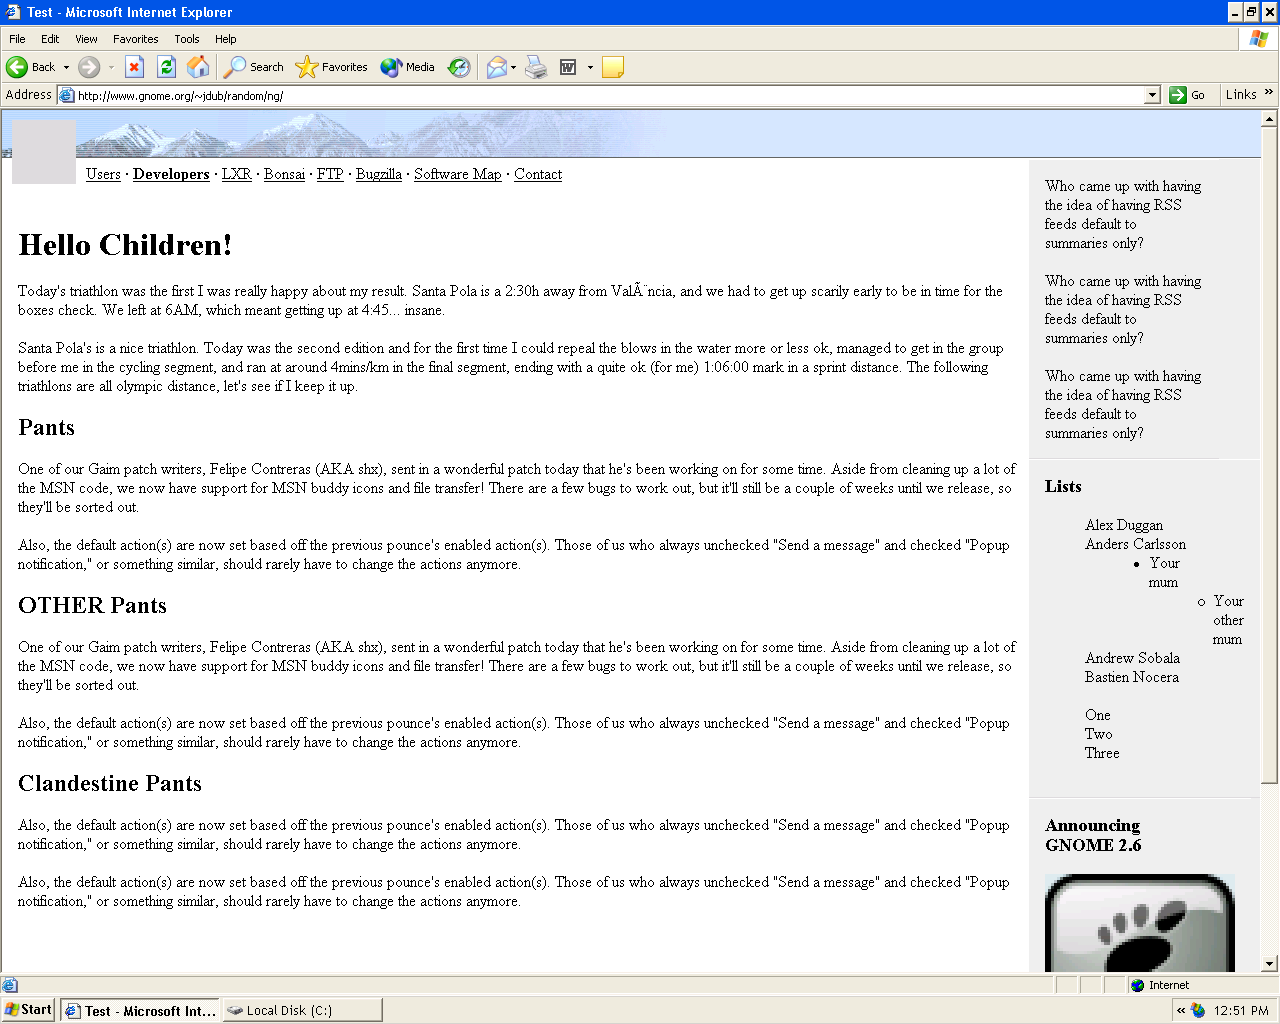 Test - Microsoft Internet Explorer
File Edit View Favorites Tools Help
Back Search Favorites Media
Address http://www.gnome.org/~jdub/random/ng/ Go Links »
Users · Developers · LXR · Bonsai · FTP · Bugzilla · Software Map · Contact
Hello Children!
Today's triathlon was the first I was really happy about my result. Santa Pola is a 2:30h away from ValÃ¨ncia, and we had to get up scarily early to be in time for the
boxes check. We left at 6AM, which meant getting up at 4:45... insane.
Santa Pola's is a nice triathlon. Today was the second edition and for the first time I could repeal the blows in the water more or less ok, managed to get in the group
before me in the cycling segment, and ran at around 4mins/km in the final segment, ending with a quite ok (for me) 1:06:00 mark in a sprint distance. The following
triathlons are all olympic distance, let's see if I keep it up.
Pants
One of our Gaim patch writers, Felipe Contreras (AKA shx), sent in a wonderful patch today that he's been working on for some time. Aside from cleaning up a lot of
the MSN code, we now have support for MSN buddy icons and file transfer! There are a few bugs to work out, but it'll still be a couple of weeks until we release, so
they'll be sorted out.
Also, the default action(s) are now set based off the previous pounce's enabled action(s). Those of us who always unchecked "Send a message" and checked "Popup
notification," or something similar, should rarely have to change the actions anymore.
OTHER Pants
One of our Gaim patch writers, Felipe Contreras (AKA shx), sent in a wonderful patch today that he's been working on for some time. Aside from cleaning up a lot of
the MSN code, we now have support for MSN buddy icons and file transfer! There are a few bugs to work out, but it'll still be a couple of weeks until we release, so
they'll be sorted out.
Also, the default action(s) are now set based off the previous pounce's enabled action(s). Those of us who always unchecked "Send a message" and checked "Popup
notification," or something similar, should rarely have to change the actions anymore.
Clandestine Pants
Also, the default action(s) are now set based off the previous pounce's enabled action(s). Those of us who always unchecked "Send a message" and checked "Popup
notification," or something similar, should rarely have to change the actions anymore.
Also, the default action(s) are now set based off the previous pounce's enabled action(s). Those of us who always unchecked "Send a message" and checked "Popup
notification," or something similar, should rarely have to change the actions anymore.
Who came up with having
the idea of having RSS
feeds default to
summaries only?
Who came up with having
the idea of having RSS
feeds default to
summaries only?
Who came up with having
the idea of having RSS
feeds default to
summaries only?
Lists
Alex Duggan
Anders Carlsson
• Your
mum
○ Your
other
mum
Andrew Sobala
Bastien Nocera
One
Two
Three
Announcing
GNOME 2.6
Internet
Start Test - Microsoft Int... Local Disk (C:) « 12:51 PM